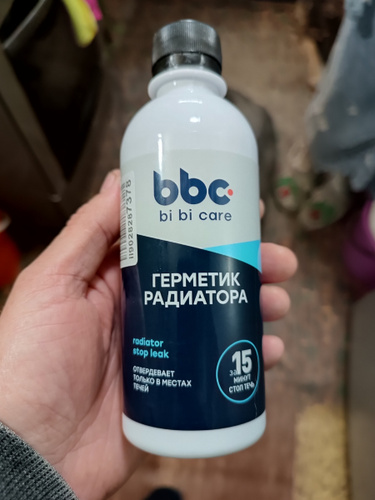 bbc
bi bi care
ГЕРМЕТИК
РАДИАТОРА
radiator
stop leak
ОТВЕРДЕВАЕТ
ТОЛЬКО В МЕСТАХ
ТЕЧЕЙ
за 15
МИНУТ
СТОП ТЕЧЬ